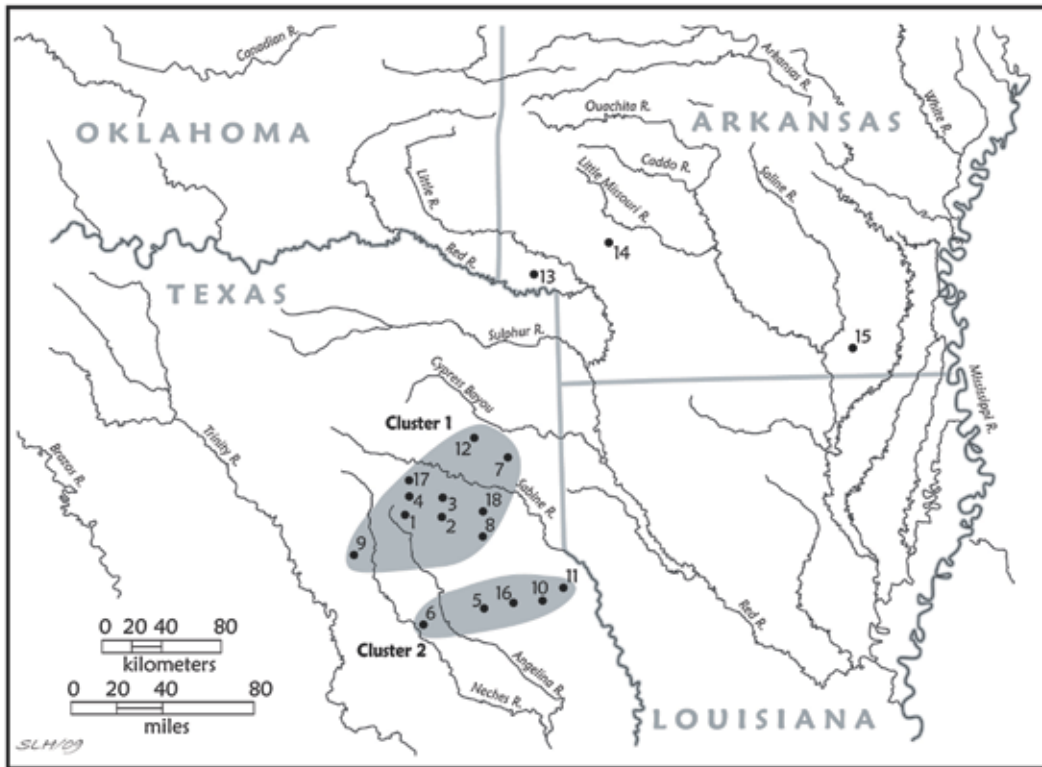 Canadian R.
Arkansas R.
White R.
OKLAHOMA
Ouachita R.
ARKANSAS
Little R.
Caddo R.
Saline R.
Little Missouri R.
14
Red R.
13
TEXAS
Sulphur R.
15
Cypress Bayou
Mississippi R.
Cluster 1
12
7
Trinity R.
Brazos R.
17
Sabine R.
4
3
18
1
2
8
9
11
5
16
10
6
Red R.
0 20 40 80
kilometers
Cluster 2
Angelina R.
0 20 40 80
Neches R.
miles
LOUISIANA
SLH/09